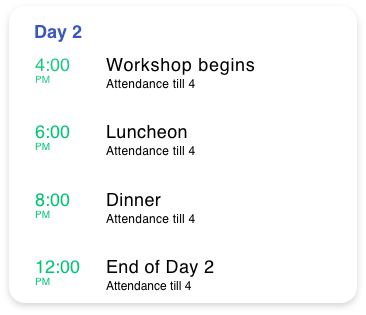 Day 2
4:00 Workshop begins
PM Attendance till 4
6:00 Luncheon
PM Attendance till 4
8:00 Dinner
PM Attendance till 4
12:00 End of Day 2
PM Attendance till 4